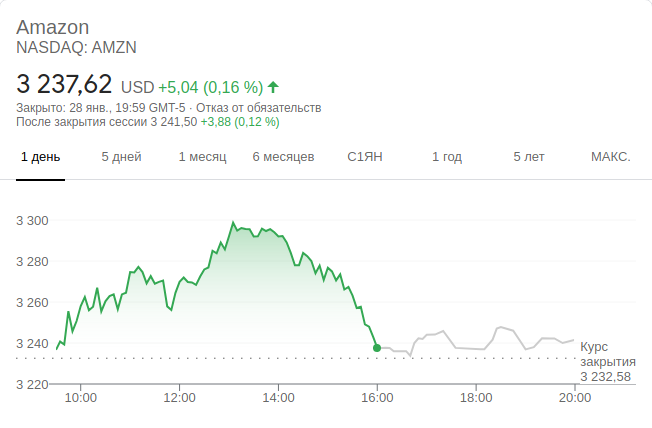 Amazon
NASDAQ: AMZN
3 237,62 USD +5,04 (0,16 %)
Закрыто: 28 янв., 19:59 GMT-5 · Отказ от обязательств
После закрытия сессии 3 241,50 +3,88 (0,12 %)
1 день 5 дней 1 месяц 6 месяцев С1ЯН 1 год 5 лет МАКС.
3 300
3 280
3 260
3 240
3 220
Курс
закрытия
3 232,58
10:00 12:00 14:00 16:00 18:00 20:00